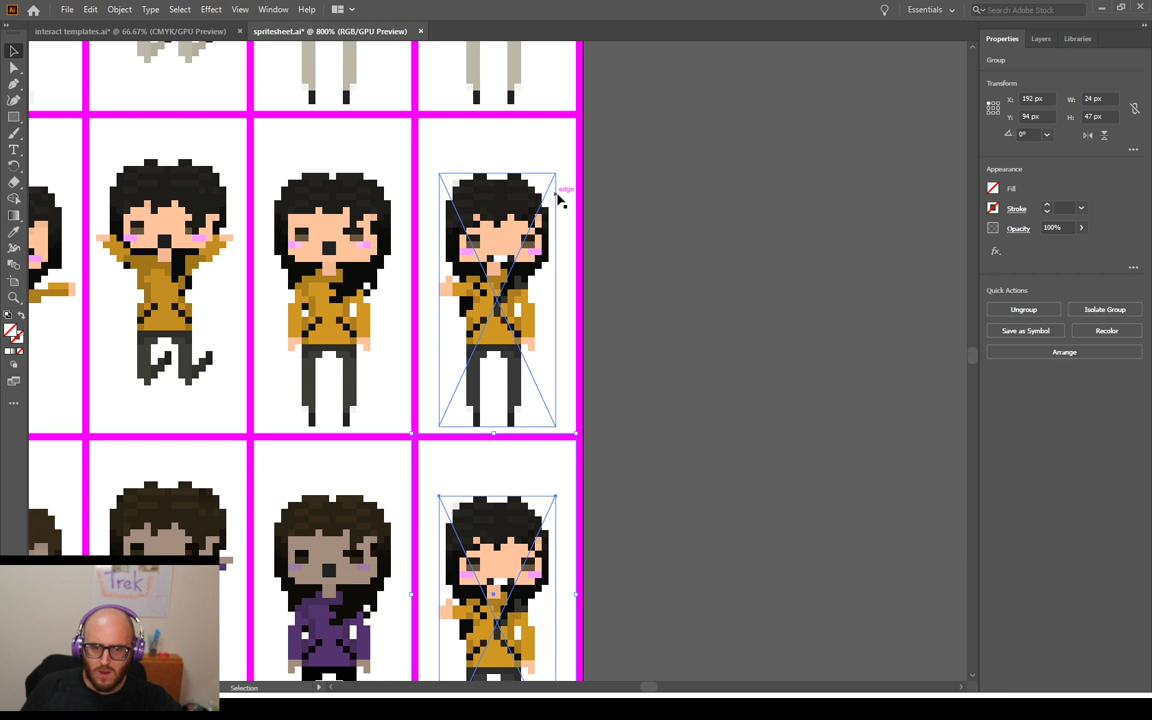 Ai File Edit Object Type Select Effect View Window Help Essentials Search Adobe Stock
interact templates.ai* @ 66.67% (CMYK/GPU Preview) × spritesheet.ai* @ 800% (RGB/GPU Preview) ×
Properties Layers Libraries
Group
Transform
X: 192 px W: 24 px
Y: 94 px H: 47 px
0°
Appearance
Fill
Stroke
Opacity 100%
fx.
Quick Actions
Ungroup Isolate Group
Save as Symbol Recolor
Arrange
edge
Trek
Selection